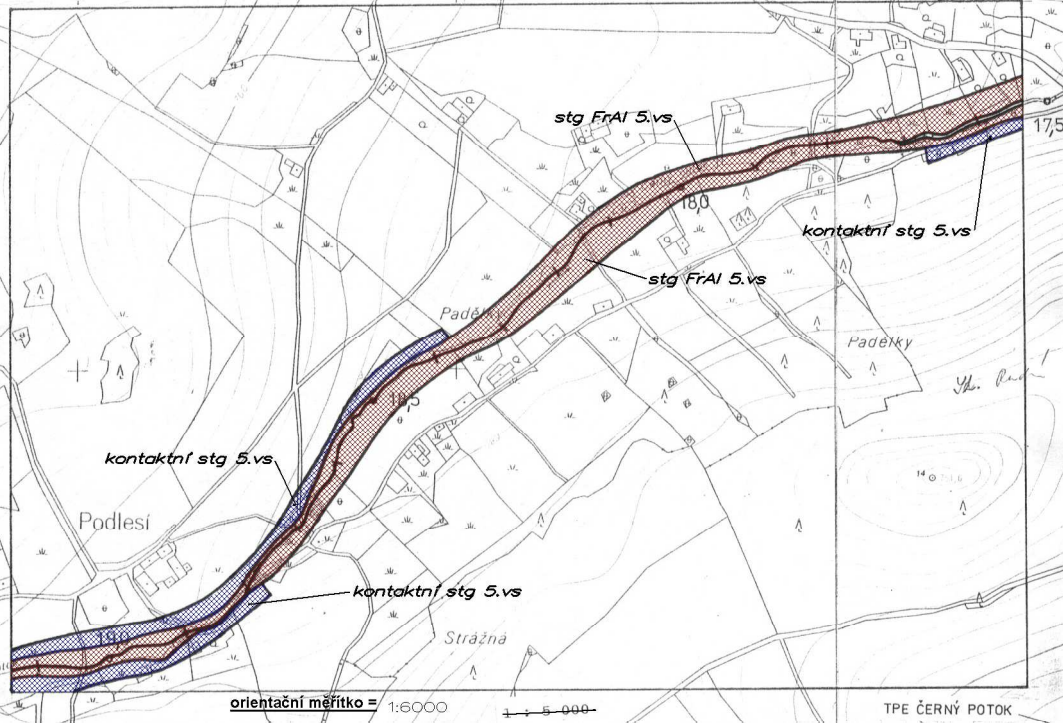 stg FrAl 5.vs
17,5
18,0
kontaktní stg 5.vs
stg FrAl 5.vs
Padělky
Padělky
18,5
kontaktní stg 5.vs
Podlesí
kontaktní stg 5.vs
19,0
Strážná
orientační měřítko = 1:6000
1 : 5 000
TPE ČERNÝ POTOK